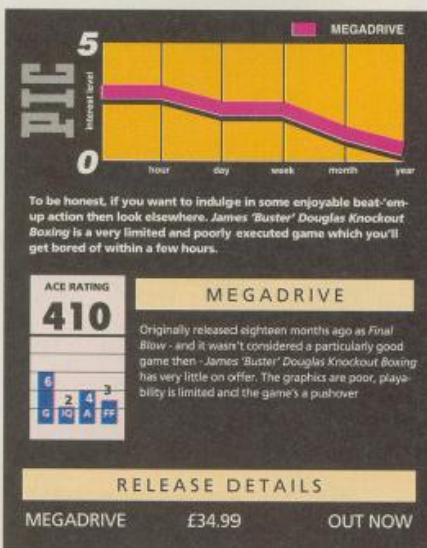 MEGADRIVE
5
PIC
interest level
0
hour day week month year
To be honest, if you want to indulge in some enjoyable beat-'em-
up action then look elsewhere. James 'Buster' Douglas Knockout
Boxing is a very limited and poorly executed game which you'll
get bored of within a few hours.
ACE RATING
410
6 2 4 3
G IQ A FF
MEGADRIVE
Originally released eighteen months ago as Final
Blow - and it wasn't considered a particularly good
game then - James 'Buster' Douglas Knockout Boxing
has very little on offer. The graphics are poor, playa-
bility is limited and the game's a pushover
RELEASE DETAILS
MEGADRIVE £34.99 OUT NOW